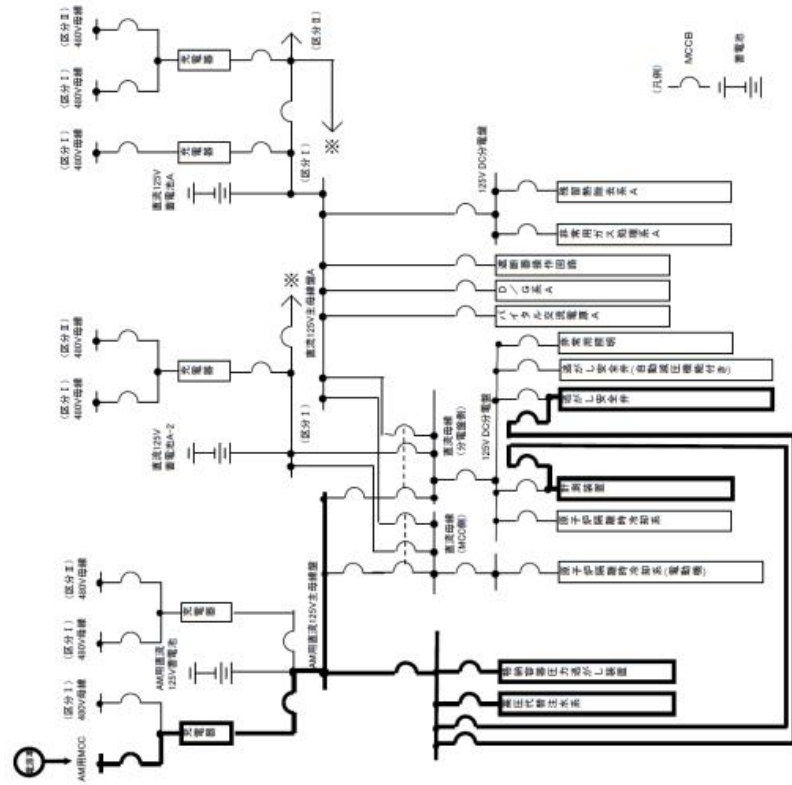 (区分Ⅱ)
480V母線
(区分Ⅰ)
480V母線
(区分Ⅰ)
480V母線
充電器
充電器
(区分Ⅱ)
※
(区分Ⅰ)
直流125V
蓄電池A
(凡例)
MCCB
蓄電池
125V DC分電盤
残留熱除去系A
非常用ガス処理系A
遮断器操作回路
D/G系A
バイタル交流電源A
直流125V主母線盤A
(区分Ⅱ)
480V母線
(区分Ⅰ)
480V母線
充電器
※
(区分Ⅰ)
直流125V
蓄電池A-2
直流母線
(分電盤側)
125V DC分電盤
非常用照明
逃がし安全弁(自動減圧機能付き)
逃がし安全弁
計測装置
原子炉隔離時冷却系
直流母線
(MCC側)
原子炉隔離時冷却系(電動機)
(区分Ⅱ)
480V母線
(区分Ⅰ)
480V母線
(区分Ⅰ)
480V母線
充電器
AM用直流
125V蓄電池
AM用直流125V主母線盤
電源車
AM用MCC
充電器
格納容器圧力逃がし装置
高圧代替注水系